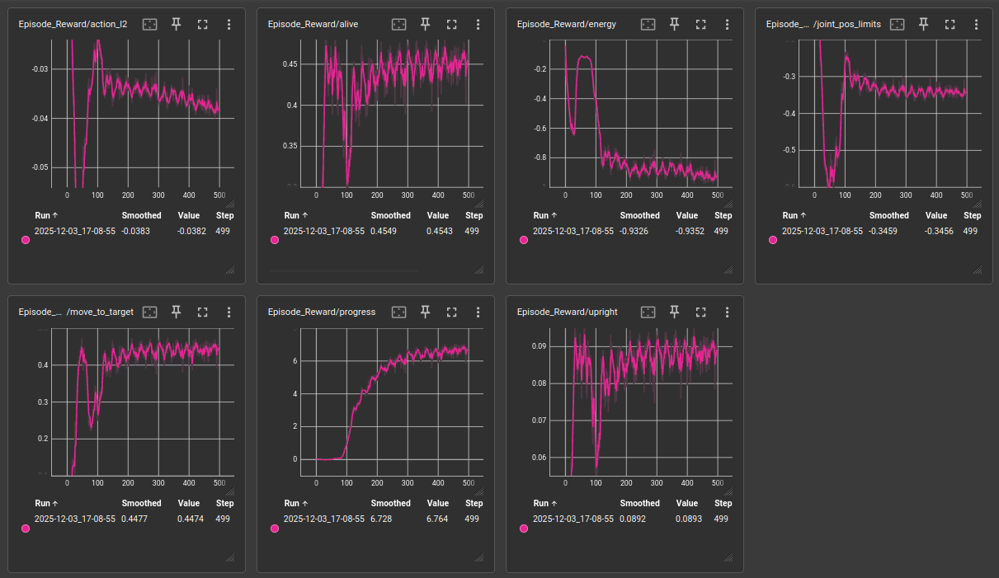 Episode_Reward/action_l2
-0.03
-0.04
-0.05
0 100 200 300 400 500
Run ↑ Smoothed Value Step
2025-12-03_17-08-55 -0.0383 -0.0382 499
Episode_Reward/alive
0.45
0.4
0.35
0 100 200 300 400 500
Run ↑ Smoothed Value Step
2025-12-03_17-08-55 0.4549 0.4543 499
Episode_Reward/energy
-0.2
-0.4
-0.6
-0.8
0 100 200 300 400 500
Run ↑ Smoothed Value Step
2025-12-03_17-08-55 -0.9326 -0.9352 499
Episode_... /joint_pos_limits
-0.3
-0.4
-0.5
0 100 200 300 400 500
Run ↑ Smoothed Value Step
2025-12-03_17-08-55 -0.3459 -0.3456 499
Episode_... /move_to_target
0.4
0.3
0.2
0 100 200 300 400 500
Run ↑ Smoothed Value Step
2025-12-03_17-08-55 0.4477 0.4474 499
Episode_Reward/progress
6
4
2
0
0 100 200 300 400 500
Run ↑ Smoothed Value Step
2025-12-03_17-08-55 6.728 6.764 499
Episode_Reward/upright
0.09
0.08
0.07
0.06
0 100 200 300 400 500
Run ↑ Smoothed Value Step
2025-12-03_17-08-55 0.0892 0.0893 499